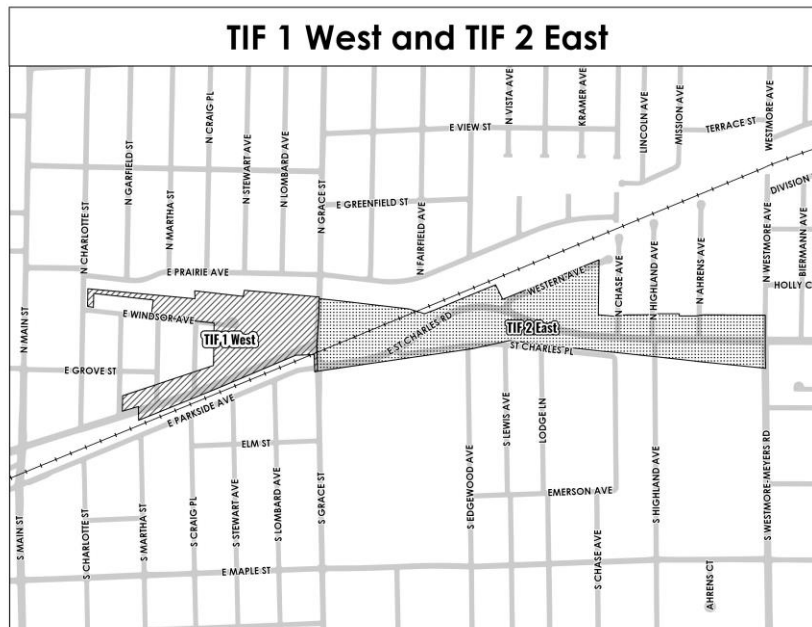 TIF 1 West and TIF 2 East
N VISTA AVE
KRAMER AVE
LINCOLN AVE
MISSION AVE
TERRACE ST
WESTMORE AVE
N CRAIG PL
N GARFIELD ST
E VIEW ST
N MARTHA ST
N STEWART AVE
N LOMBARD AVE
N GRACE ST
E GREENFIELD ST
N CHARLOTTE ST
N FAIRFIELD AVE
DIVISION
N WESTMORE AVE
BIERMANN AVE
E PRAIRIE AVE
WESTERN AVE
N CHASE AVE
N HIGHLAND AVE
N AHRENS AVE
HOLLY C
N MAIN ST
E WINDSOR AVE
TIF 1 West
E ST CHARLES RD
TIF 2 East
ST CHARLES PL
E GROVE ST
E PARKSIDE AVE
ELM ST
S LEWIS AVE
LODGE LN
S EDGEWOOD AVE
EMERSON AVE
S HIGHLAND AVE
S WESTMORE-MEYERS RD
S MAIN ST
S CHARLOTTE ST
S MARTHA ST
S CRAIG PL
S STEWART AVE
S LOMBARD AVE
S GRACE ST
S CHASE AVE
E MAPLE ST
AHRENS CT